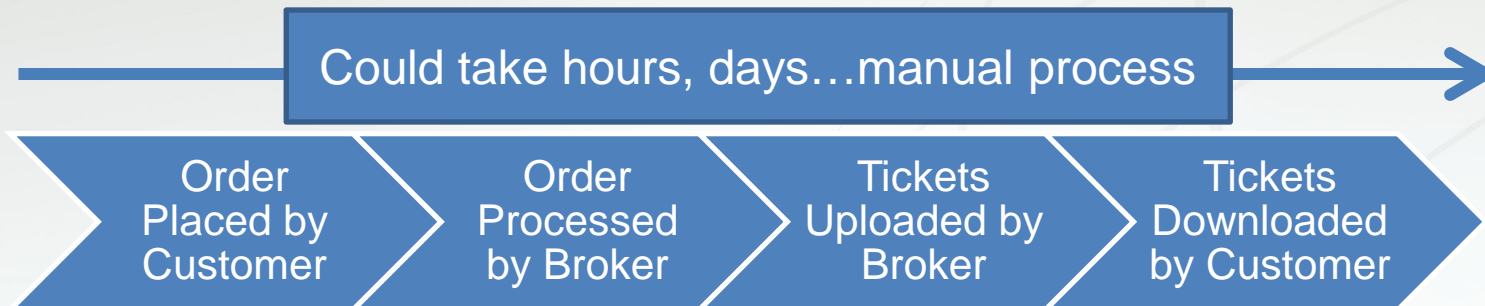 Could take hours, days…manual process
Order
Placed by
Customer
Order
Processed
by Broker
Tickets
Uploaded by
Broker
Tickets
Downloaded
by Customer